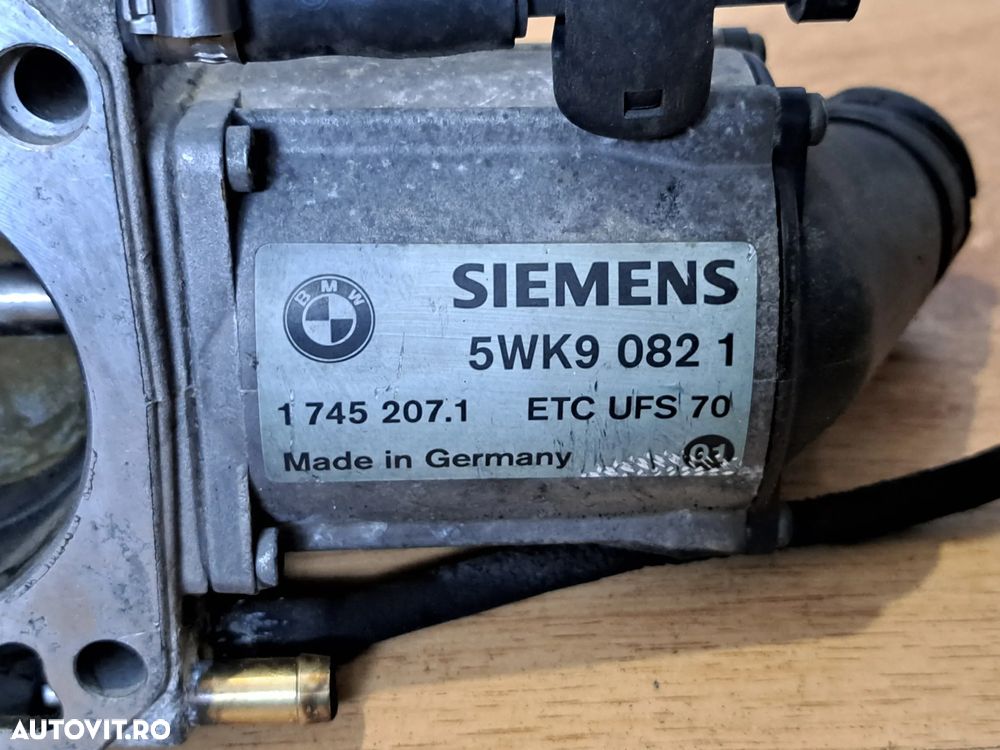 BMW
SIEMENS
5WK9 082 1
1 745 207.1 ETC UFS 70
Made in Germany
AUTOVIT.RO